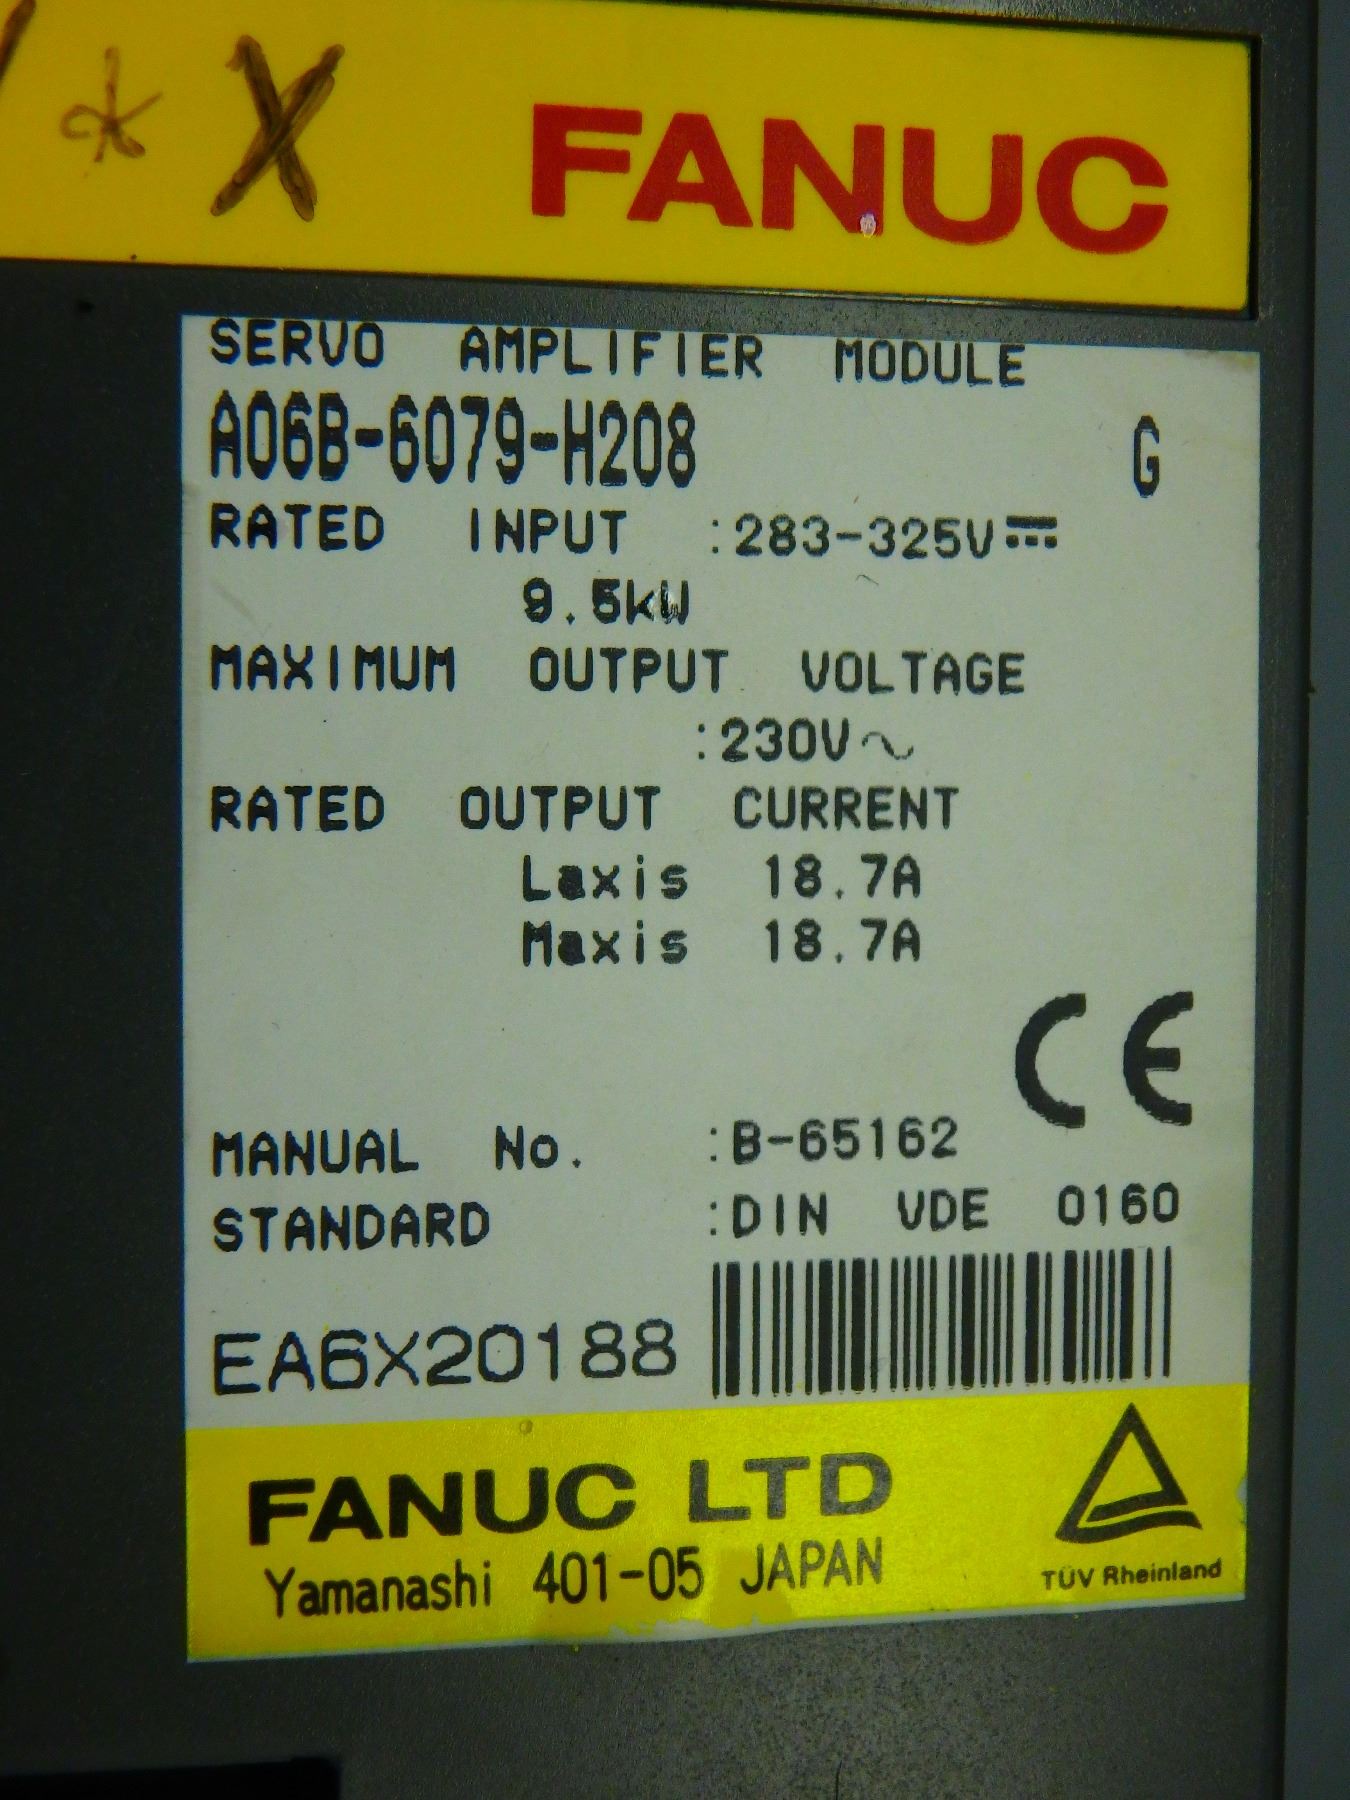 * X FANUC
SERVO AMPLIFIER MODULE
A06B-6079-H208 G
RATED INPUT :283-325V⎓
9.5kW
MAXIMUM OUTPUT VOLTAGE
:230V~
RATED OUTPUT CURRENT
Laxis 18.7A
Maxis 18.7A
CE
MANUAL No. :B-65162
STANDARD :DIN VDE 0160
EA6X20188
FANUC LTD
Yamanashi 401-05 JAPAN
TÜV Rheinland